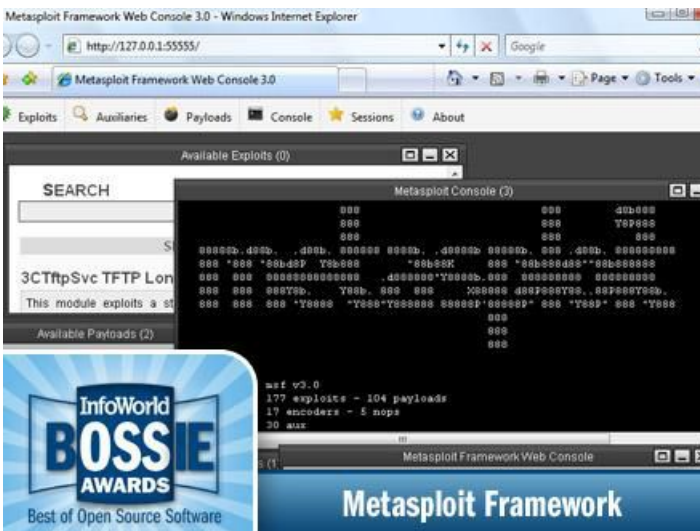 Metasploit Framework Web Console 3.0 - Windows Internet Explorer
http://127.0.0.1:55555/
Google
Metasploit Framework Web Console 3.0
Page
Tools
Exploits
Auxiliaries
Payloads
Console
Sessions
About
Available Exploits (0)
SEARCH
Metasploit Console (3)
3CTftpSvc TFTP Lon
This module exploits a st
Available Payloads (2)
msf v3.0
177 exploits - 104 payloads
17 encoders - 5 nops
30 aux
Metasploit Framework Web Console
InfoWorld
BOSSIE
AWARDS
Best of Open Source Software
Metasploit Framework